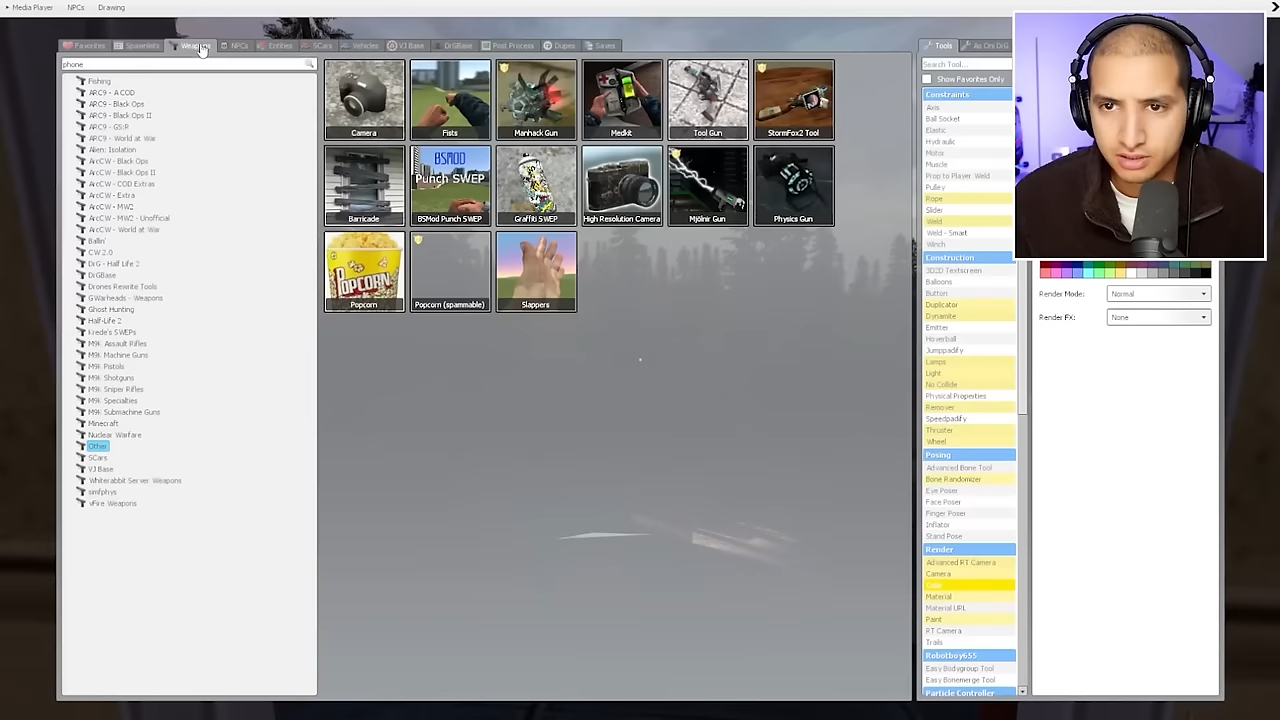 Media Player NPCs Drawing
Favorites Spawnlists Weapons NPCs Entities SCars Vehicles VJ Base DrGBase Post Process Dupes Saves
phone
Fishing
ARC9 - A COD
ARC9 - Black Ops
ARC9 - Black Ops II
ARC9 - GS:R
ARC9 - World at War
Alien: Isolation
ArcCW - Black Ops
ArcCW - Black Ops II
ArcCW - COD Extras
ArcCW - Extra
ArcCW - MW2
ArcCW - MW2 - Unofficial
ArcCW - World at War
Ballin'
CW 2.0
DrG - Half Life 2
DrGBase
Drones Rewrite Tools
GWarheads - Weapons
Ghost Hunting
Half-Life 2
Krede's SWEPs
M9K Assault Rifles
M9K Machine Guns
M9K Pistols
M9K Shotguns
M9K Sniper Rifles
M9K Specialties
M9K Submachine Guns
Minecraft
Nuclear Warfare
Other
SCars
VJ Base
Whiterabbit Server Weapons
simfphys
vFire Weapons
Camera Fists Manhack Gun Medkit Tool Gun StormFox2 Tool
BSMOD
Punch SWEP
Barricade BSMod Punch SWEP Graffiti SWEP High Resolution Camera Mjölnir Gun Physics Gun
POPCORN
Popcorn Popcorn (spammable) Slappers
Tools
Search Tool...
Show Favorites Only
Constraints
Axis
Ball Socket
Elastic
Hydraulic
Motor
Muscle
Prop to Player Weld
Pulley
Rope
Slider
Weld
Weld - Smart
Winch
Construction
3D2D Textscreen
Balloons
Button
Duplicator
Dynamite
Emitter
Hoverball
Jumppadify
Lamps
Light
No Collide
Physical Properties
Remover
Speedpadify
Thruster
Wheel
Posing
Advanced Bone Tool
Bone Randomizer
Eye Poser
Face Poser
Finger Poser
Inflator
Stand Pose
Render
Advanced RT Camera
Camera
Color
Material
Material URL
Paint
RT Camera
Trails
Robotboy655
Easy Bodygroup Tool
Easy Bonemerge Tool
Particle Controller
Render Mode: Normal
Render FX: None